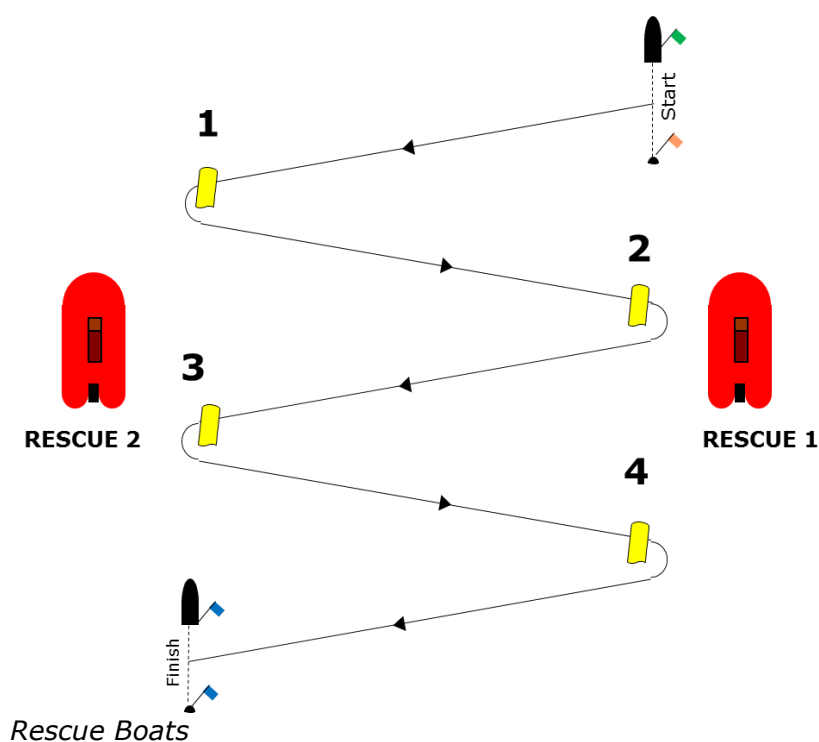 Start
1
2
3
RESCUE 2
RESCUE 1
4
Finish
Rescue Boats